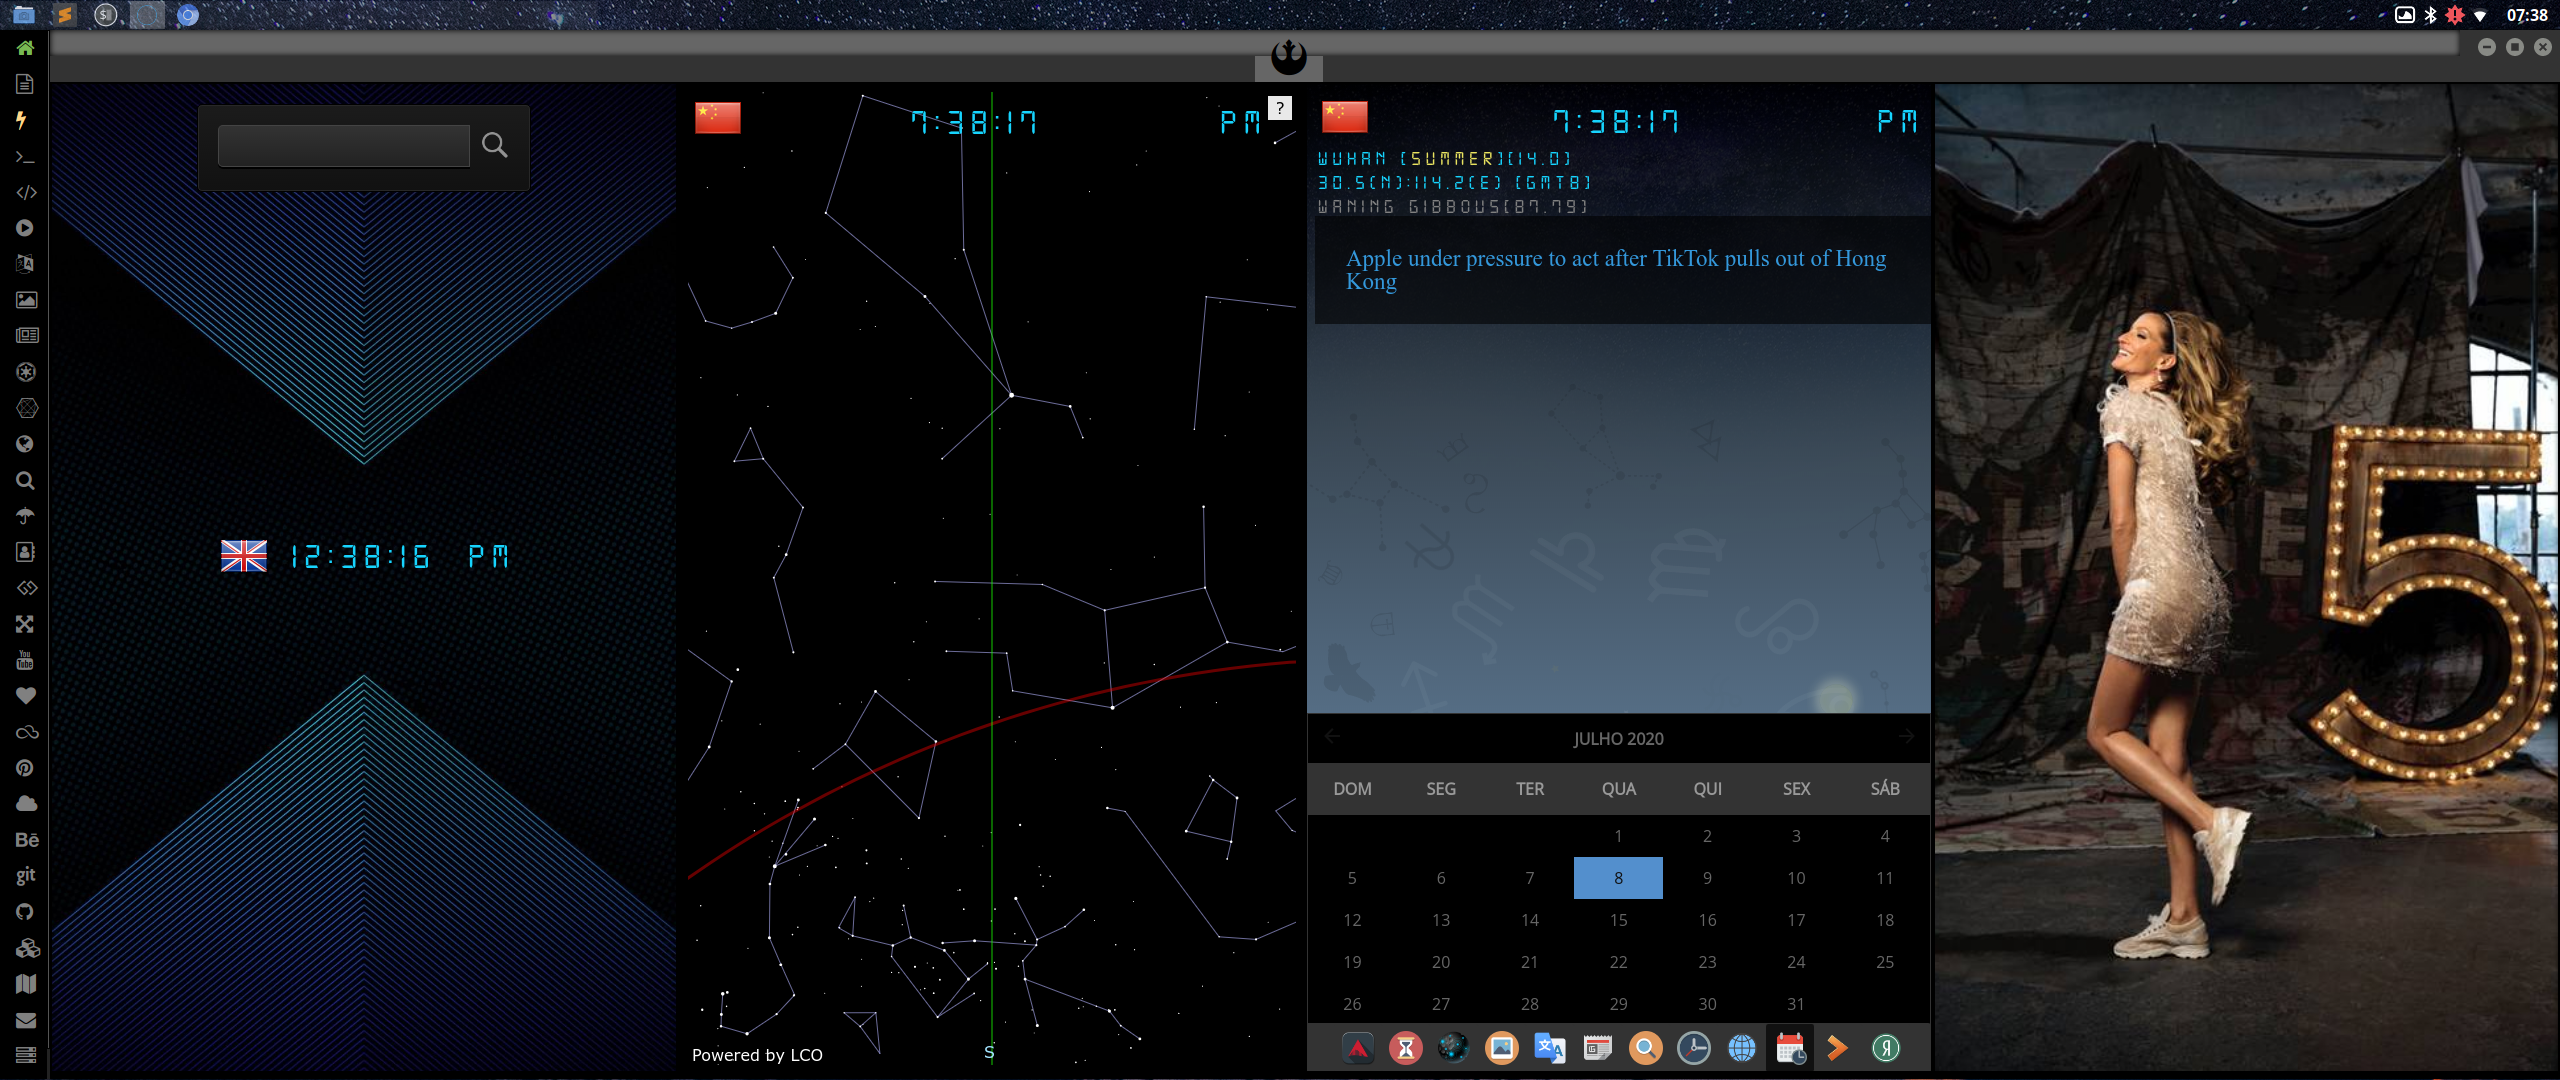 07:38
7:38:17 PM
?
7:38:17 PM
WUHAN [SUMMER][14.0]
30.5(N):114.2(E) [GMT8]
WANING GIBBOUS[87.79]
Apple under pressure to act after TikTok pulls out of Hong
Kong
12:38:16 PM
S
Powered by LCO
JULHO 2020
DOM SEG TER QUA QUI SEX SÁB
1 2 3 4
5 6 7 8 9 10 11
12 13 14 15 16 17 18
19 20 21 22 23 24 25
26 27 28 29 30 31
You
Tube
Bē
git
5